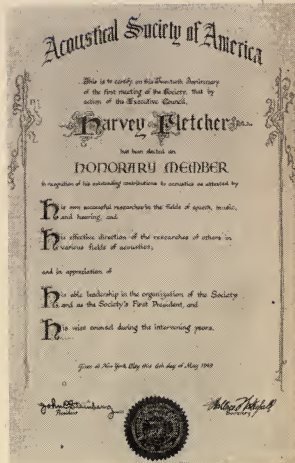 Acoustical Society of America
This is to certify, on this Twentieth Anniversary
of the first meeting of the Society, that by
action of the Executive Council,
Harvey Fletcher
has been elected an
HONORARY MEMBER
in recognition of his outstanding contributions to acoustics as attested by
His own successful researches in the fields of speech, music,
and hearing, and
His effective direction of the researches of others in
various fields of acoustics,
and in appreciation of
His able leadership in the organization of the Society
and as the Society's First President, and
His wise counsel during the intervening years.
Given at New York City this 6th day of May 1949
John C. Steinberg
President
Wallace Waterfall
Secretary